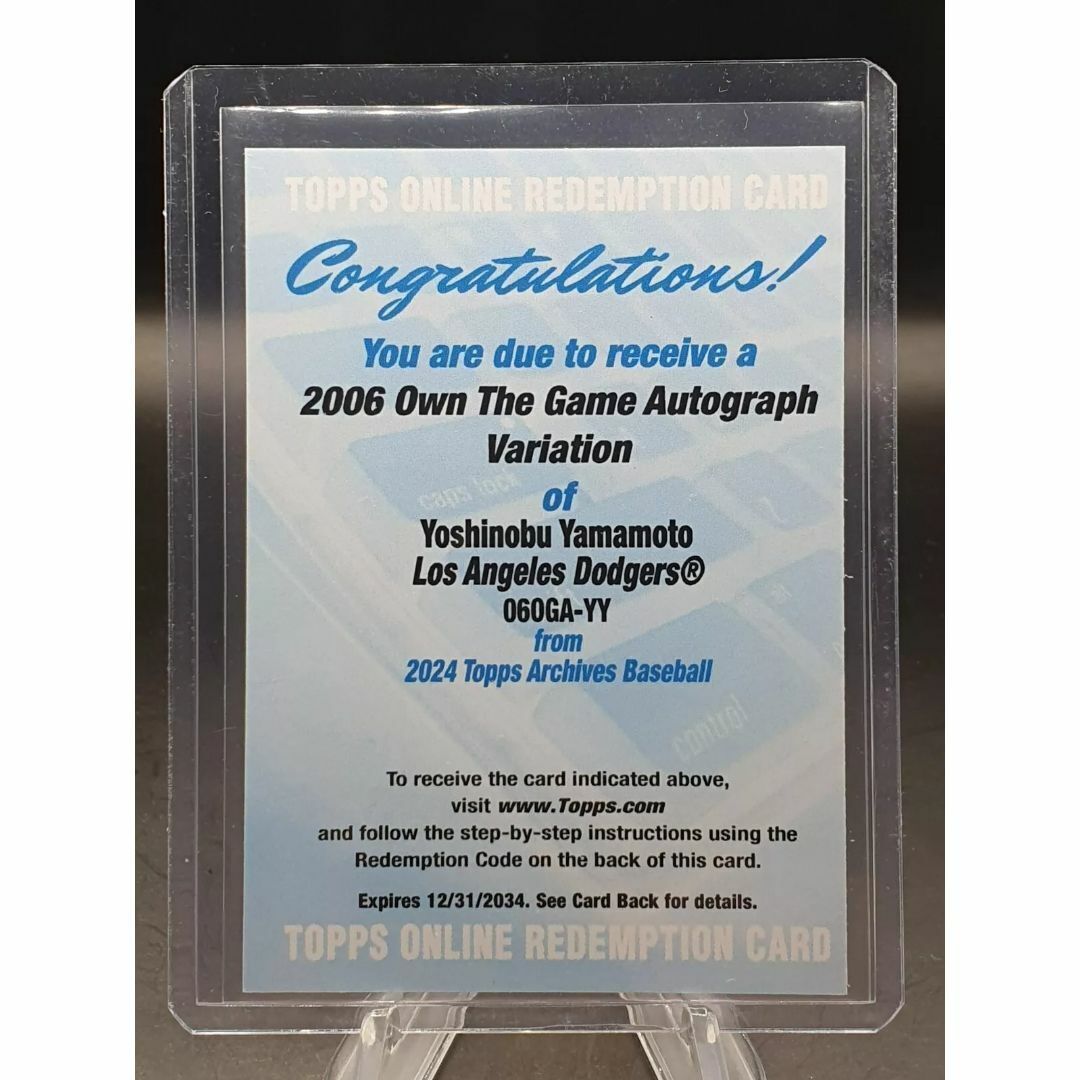 TOPPS ONLINE REDEMPTION CARD
Congratulations!
You are due to receive a
2006 Own The Game Autograph
Variation
of
Yoshinobu Yamamoto
Los Angeles Dodgers®
06OGA-YY
from
2024 Topps Archives Baseball
caps lock
control
To receive the card indicated above,
visit www.Topps.com
and follow the step-by-step instructions using the
Redemption Code on the back of this card.
Expires 12/31/2034. See Card Back for details.
TOPPS ONLINE REDEMPTION CARD